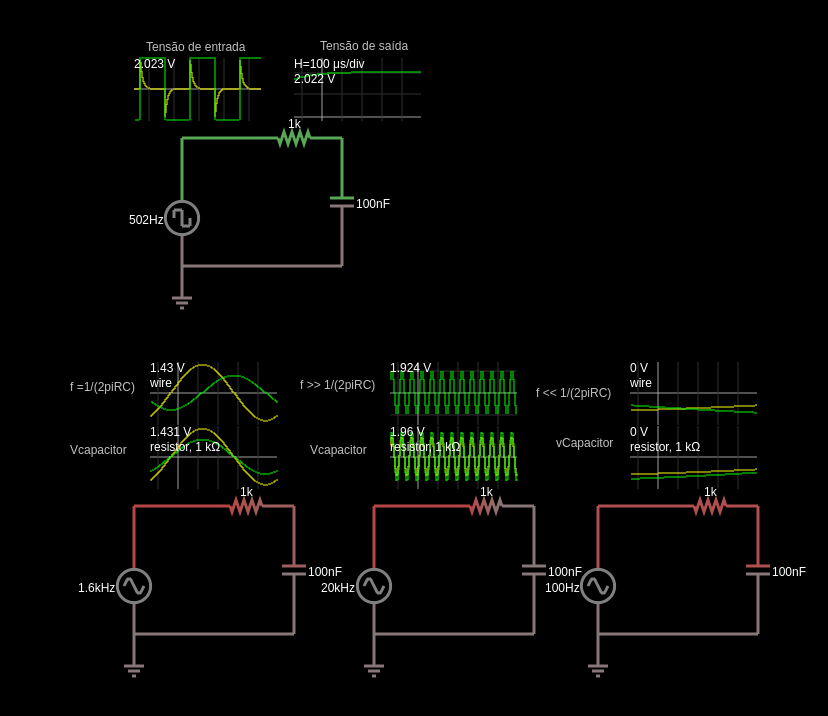 Tensão de entrada
Tensão de saída
2.023 V
H=100 μs/div
2.022 V
1k
100nF
502Hz
f =1/(2piRC)
1.43 V
wire
f >> 1/(2piRC)
1.924 V
f << 1/(2piRC)
0 V
wire
Vcapacitor
1.431 V
resistor, 1 kΩ
Vcapacitor
1.96 V
resistor, 1 kΩ
vCapacitor
0 V
resistor, 1 kΩ
1k
1k
1k
100nF
100nF
100nF
1.6kHz
20kHz
100Hz